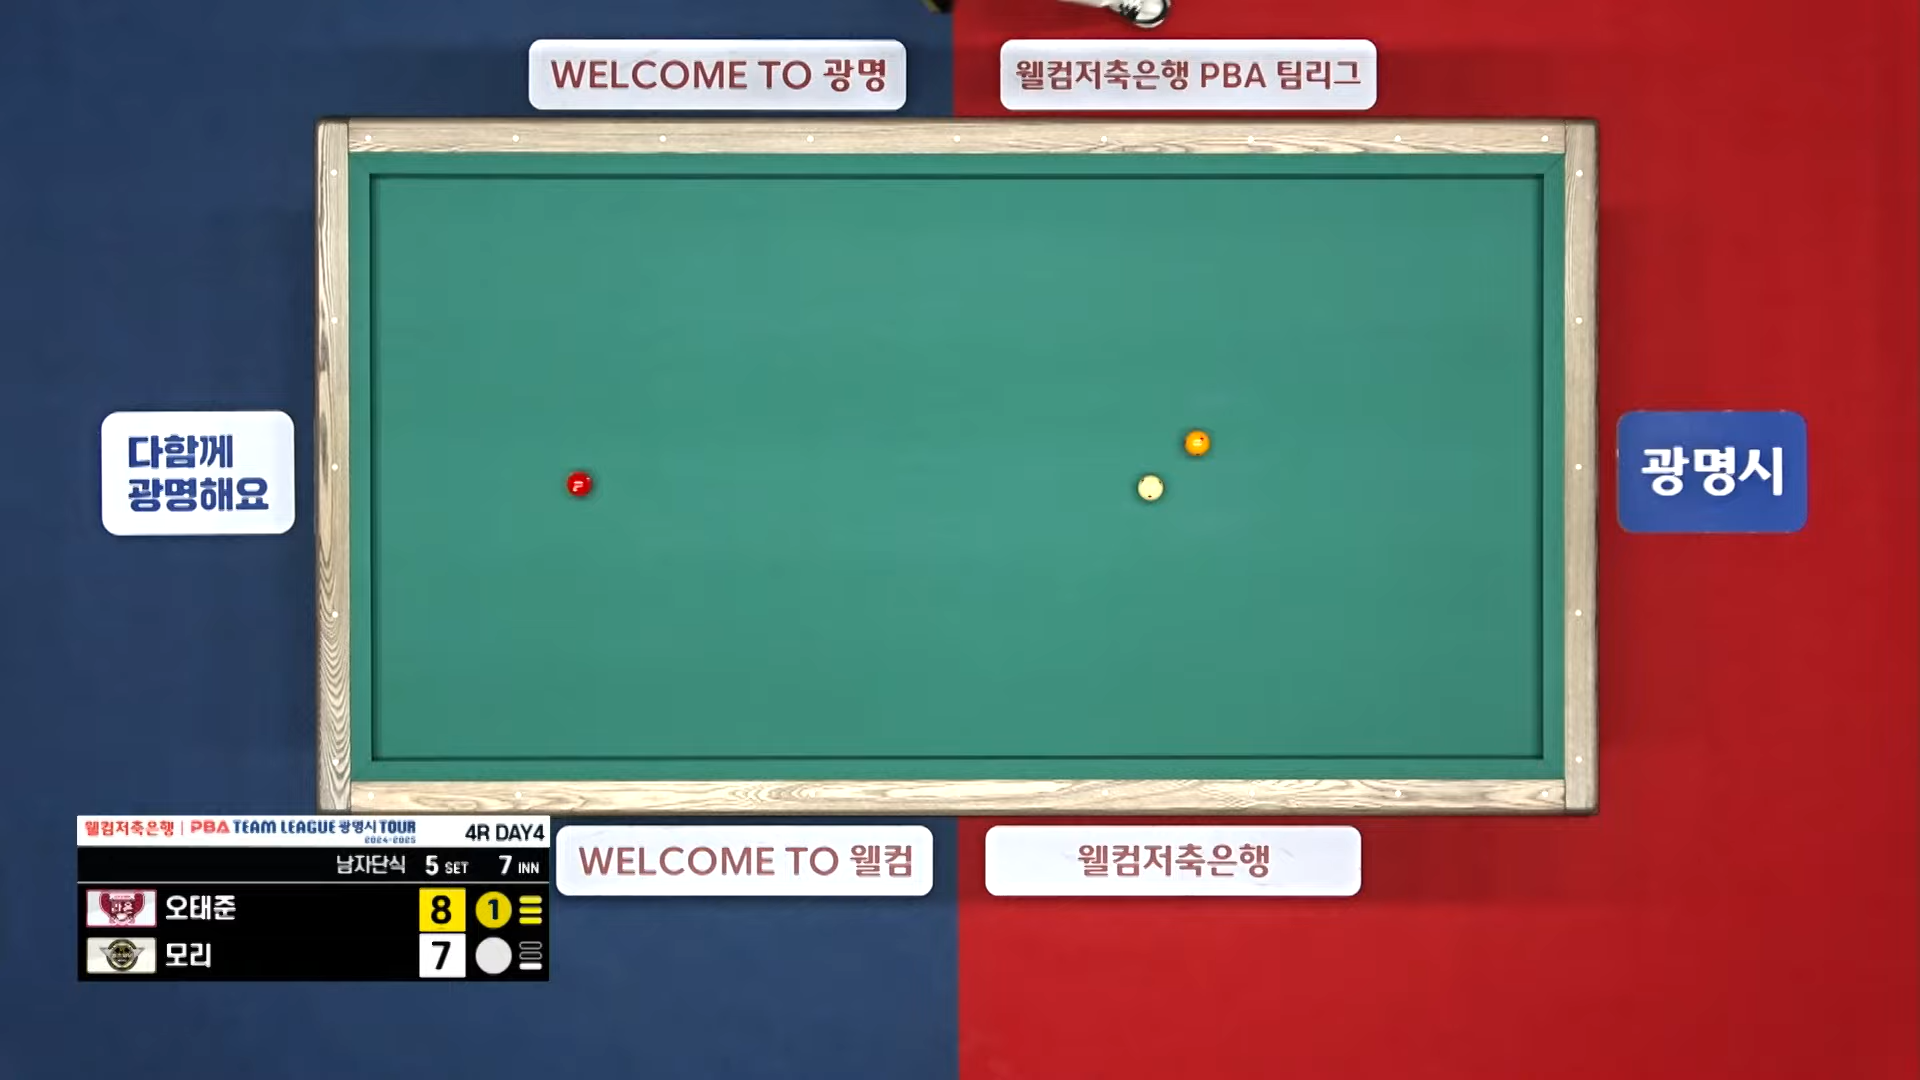 WELCOME TO 광명
웰컴저축은행 PBA 팀리그
다함께
광명해요
광명시
웰컴저축은행 | PBA TEAM LEAGUE 광명시 TOUR
2024-2025
4R DAY4
남자단식 5 SET 7 INN
오태준 8 1
모리 7
WELCOME TO 웰컴
웰컴저축은행